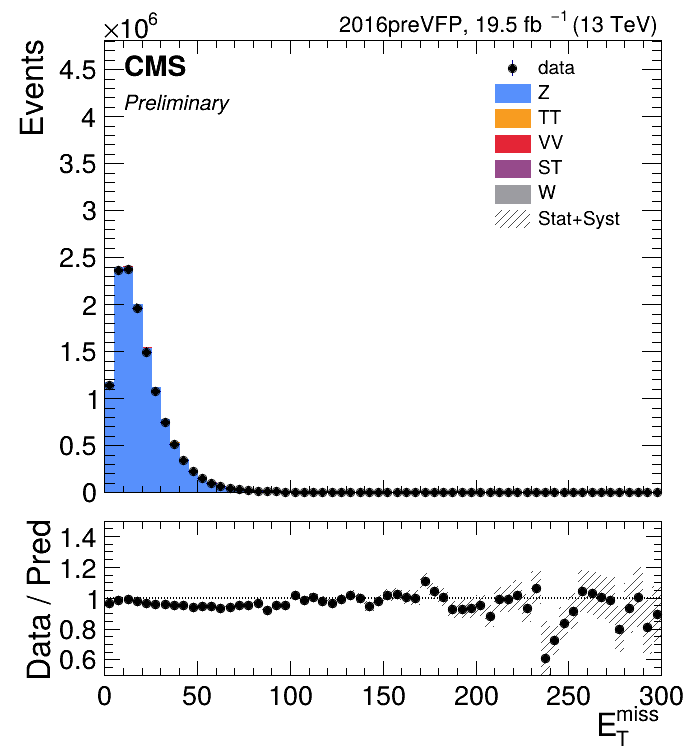 ×10⁶
2016preVFP, 19.5 fb ⁻¹ (13 TeV)
Events
4.5
4
3.5
3
2.5
2
1.5
1
0.5
0
CMS
Preliminary
data
Z
TT
VV
ST
W
Stat+Syst
Data / Pred
1.4
1.2
1
0.8
0.6
0 50 100 150 200 250 300
E_T^miss